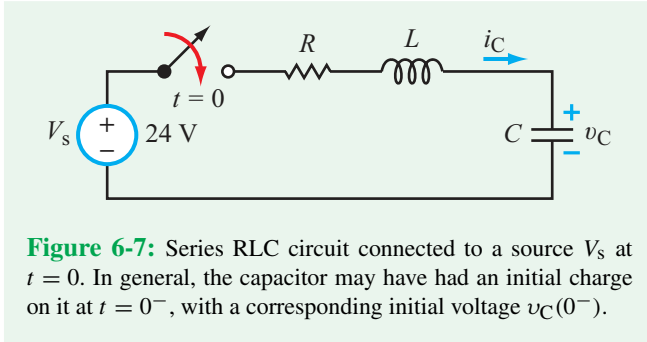 R
L
iC
t = 0
Vs
+
−
24 V
C
+
υC
−
Figure 6-7: Series RLC circuit connected to a source Vs at
t = 0. In general, the capacitor may have had an initial charge
on it at t = 0⁻, with a corresponding initial voltage υC(0⁻).